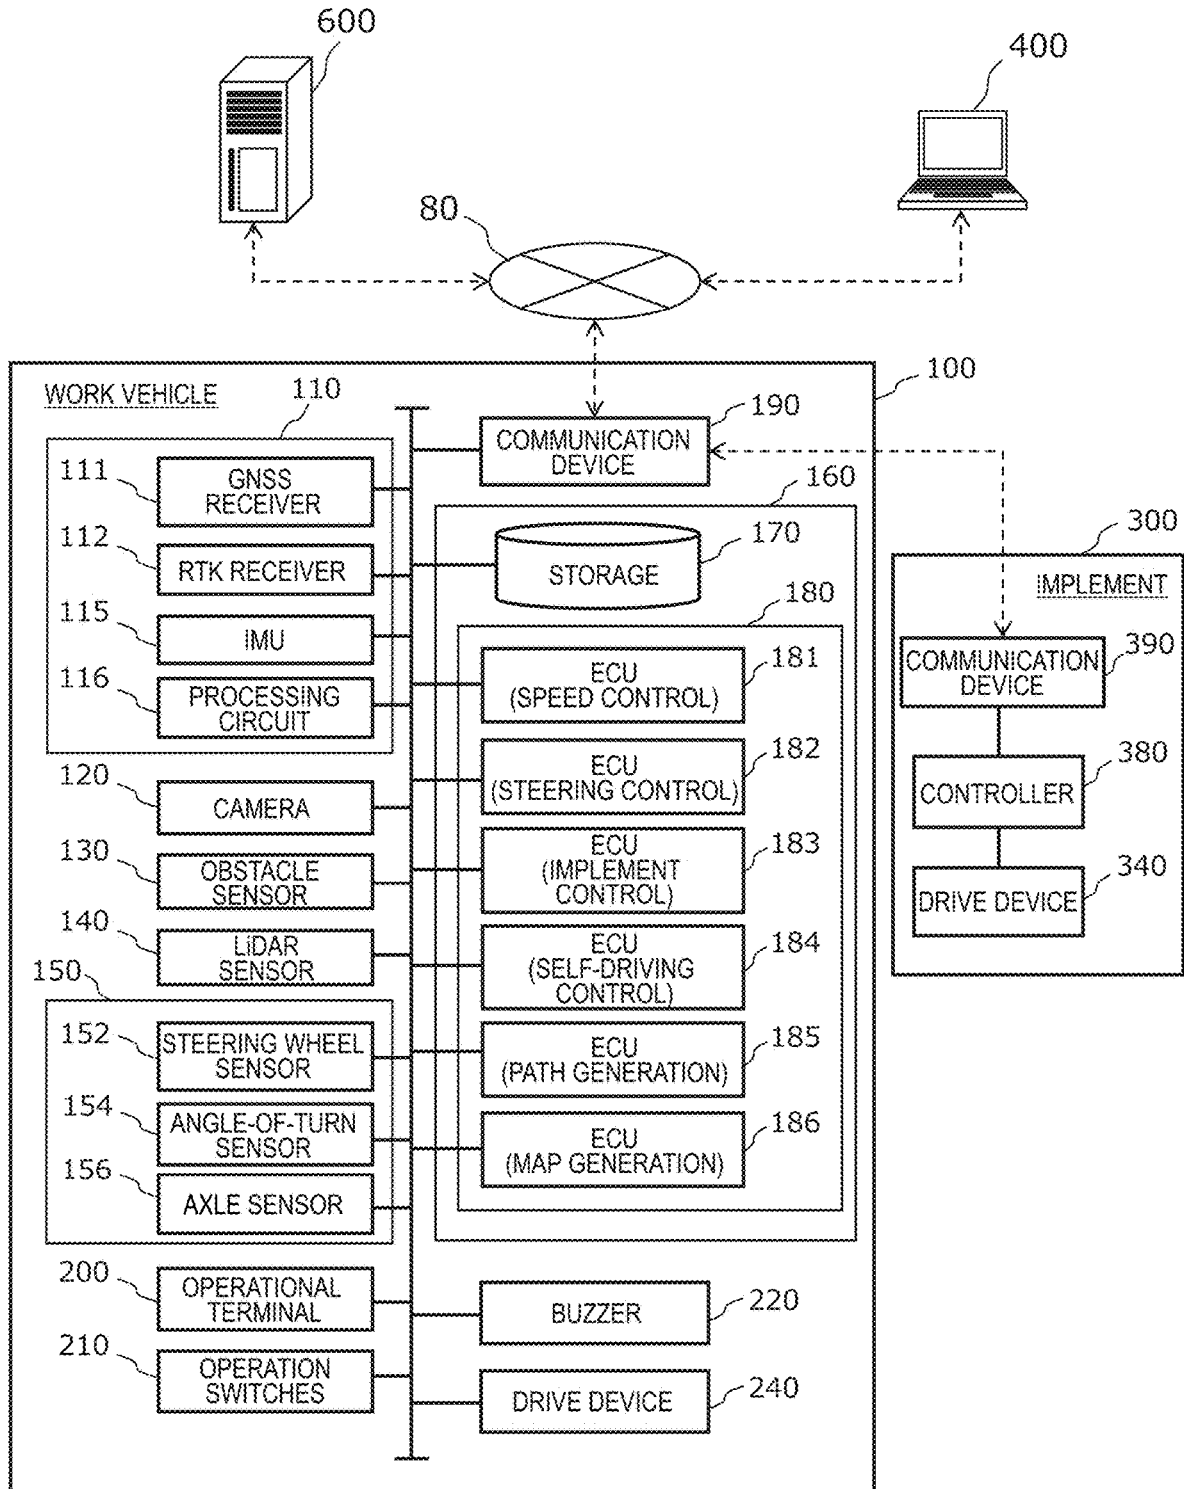 600
400
80
100
WORK VEHICLE
110
190
COMMUNICATION
DEVICE
111
GNSS
RECEIVER
160
112
RTK RECEIVER
170
STORAGE
300
IMPLEMENT
115
IMU
180
116
PROCESSING
CIRCUIT
181
ECU
(SPEED CONTROL)
390
COMMUNICATION
DEVICE
120
CAMERA
182
ECU
(STEERING CONTROL)
380
CONTROLLER
130
OBSTACLE
SENSOR
183
ECU
(IMPLEMENT
CONTROL)
340
DRIVE DEVICE
140
LiDAR
SENSOR
184
ECU
(SELF-DRIVING
CONTROL)
150
152
STEERING WHEEL
SENSOR
185
ECU
(PATH GENERATION)
154
ANGLE-OF-TURN
SENSOR
186
ECU
(MAP GENERATION)
156
AXLE SENSOR
200
OPERATIONAL
TERMINAL
220
BUZZER
210
OPERATION
SWITCHES
240
DRIVE DEVICE